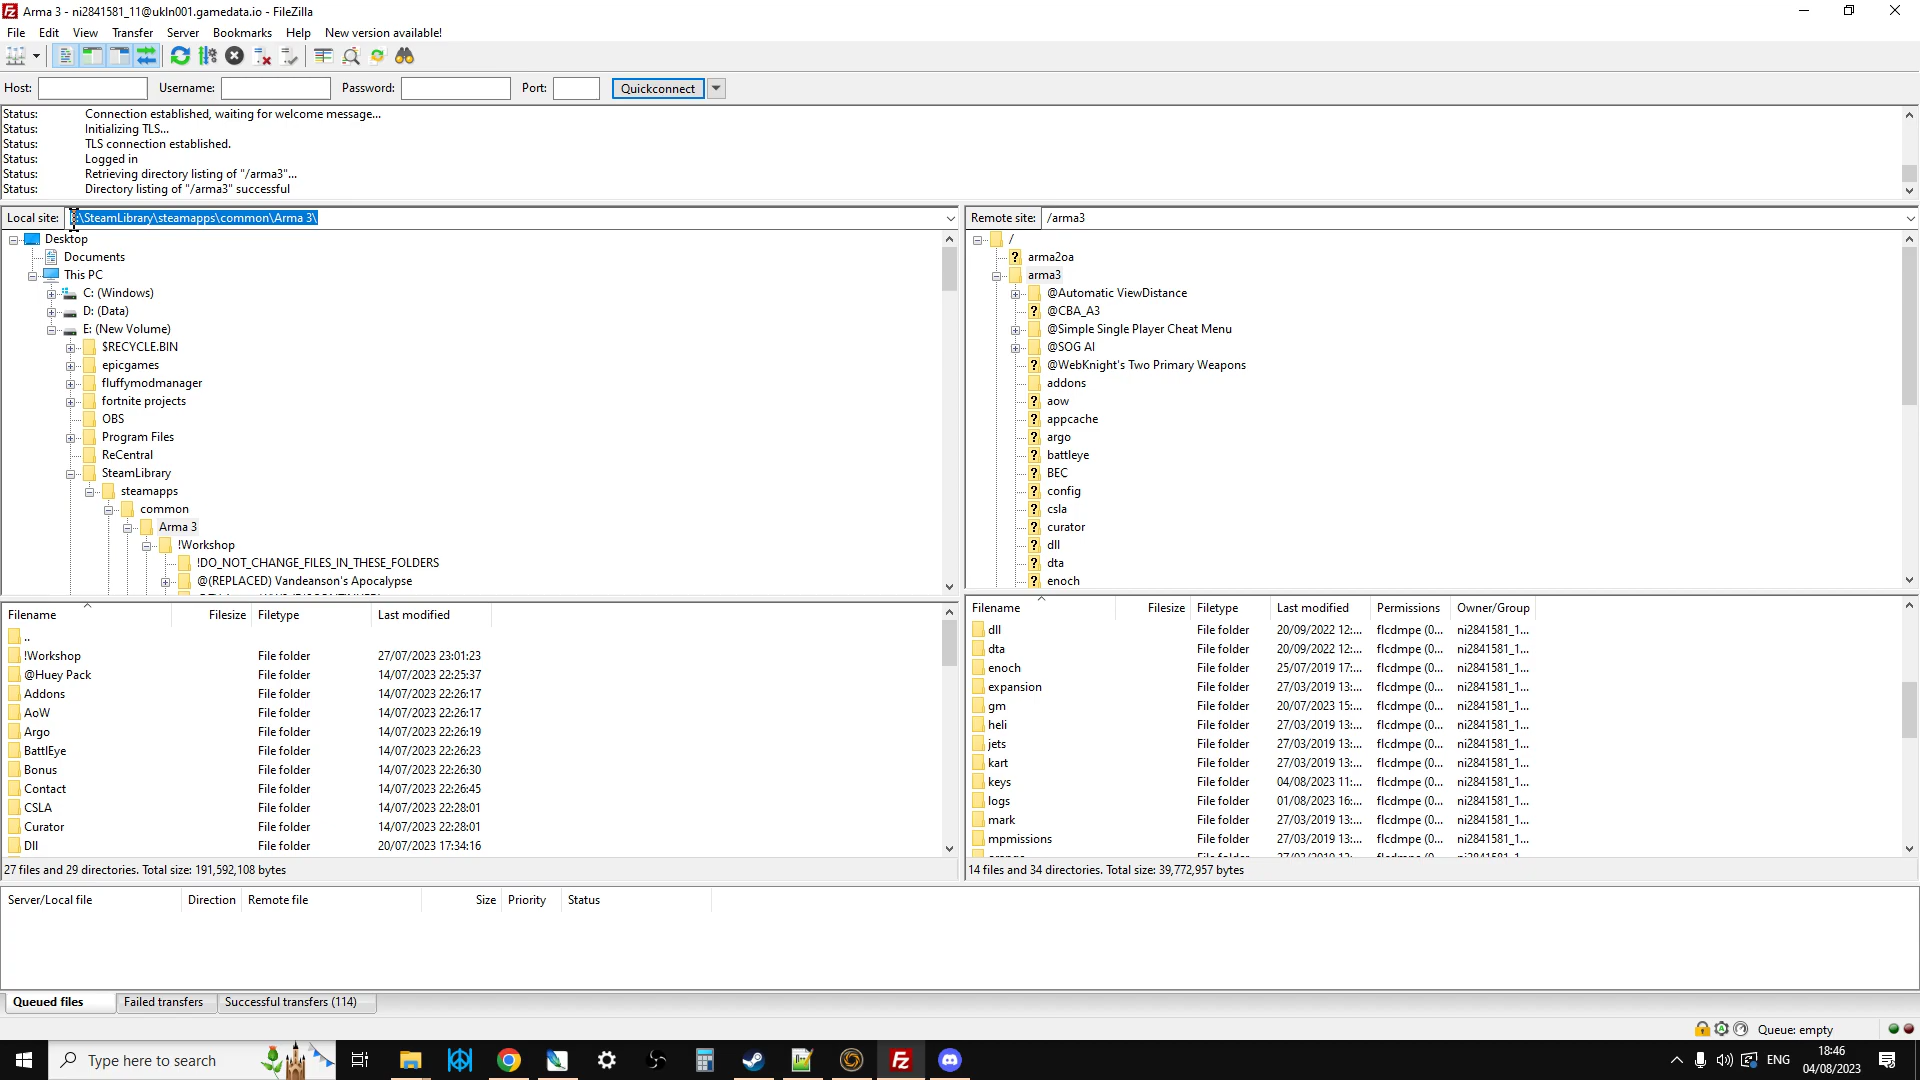 Arma 3 - ni2841581_11@ukln001.gamedata.io - FileZilla
File Edit View Transfer Server Bookmarks Help New version available!
Host: Username: Password: Port: Quickconnect
Status: Connection established, waiting for welcome message...
Status: Initializing TLS...
Status: TLS connection established.
Status: Logged in
Status: Retrieving directory listing of "/arma3"...
Status: Directory listing of "/arma3" successful
Local site: \SteamLibrary\steamapps\common\Arma 3\
Desktop
Documents
This PC
C: (Windows)
D: (Data)
E: (New Volume)
$RECYCLE.BIN
epicgames
fluffymodmanager
fortnite projects
OBS
Program Files
ReCentral
SteamLibrary
steamapps
common
Arma 3
!Workshop
!DO_NOT_CHANGE_FILES_IN_THESE_FOLDERS
@(REPLACED) Vandeanson's Apocalypse
Filename Filesize Filetype Last modified
..
!Workshop File folder 27/07/2023 23:01:23
@Huey Pack File folder 14/07/2023 22:25:37
Addons File folder 14/07/2023 22:26:17
AoW File folder 14/07/2023 22:26:17
Argo File folder 14/07/2023 22:26:19
BattlEye File folder 14/07/2023 22:26:23
Bonus File folder 14/07/2023 22:26:30
Contact File folder 14/07/2023 22:26:45
CSLA File folder 14/07/2023 22:28:01
Curator File folder 14/07/2023 22:28:01
Dll File folder 20/07/2023 17:34:16
27 files and 29 directories. Total size: 191,592,108 bytes
Remote site: /arma3
/
arma2oa
arma3
@Automatic ViewDistance
@CBA_A3
@Simple Single Player Cheat Menu
@SOG AI
@WebKnight's Two Primary Weapons
addons
aow
appcache
argo
battleye
BEC
config
csla
curator
dll
dta
enoch
Filename Filesize Filetype Last modified Permissions Owner/Group
dll File folder 20/09/2022 12:... flcdmpe (0... ni2841581_1...
dta File folder 20/09/2022 12:... flcdmpe (0... ni2841581_1...
enoch File folder 25/07/2019 17:... flcdmpe (0... ni2841581_1...
expansion File folder 27/03/2019 13:... flcdmpe (0... ni2841581_1...
gm File folder 20/07/2023 15:... flcdmpe (0... ni2841581_1...
heli File folder 27/03/2019 13:... flcdmpe (0... ni2841581_1...
jets File folder 27/03/2019 13:... flcdmpe (0... ni2841581_1...
kart File folder 27/03/2019 13:... flcdmpe (0... ni2841581_1...
keys File folder 04/08/2023 11:... flcdmpe (0... ni2841581_1...
logs File folder 01/08/2023 16:... flcdmpe (0... ni2841581_1...
mark File folder 27/03/2019 13:... flcdmpe (0... ni2841581_1...
mpmissions File folder 27/03/2019 13:... flcdmpe (0... ni2841581_1...
14 files and 34 directories. Total size: 39,772,957 bytes
Server/Local file Direction Remote file Size Priority Status
Queued files Failed transfers Successful transfers (114)
Queue: empty
Type here to search
ENG
18:46
04/08/2023